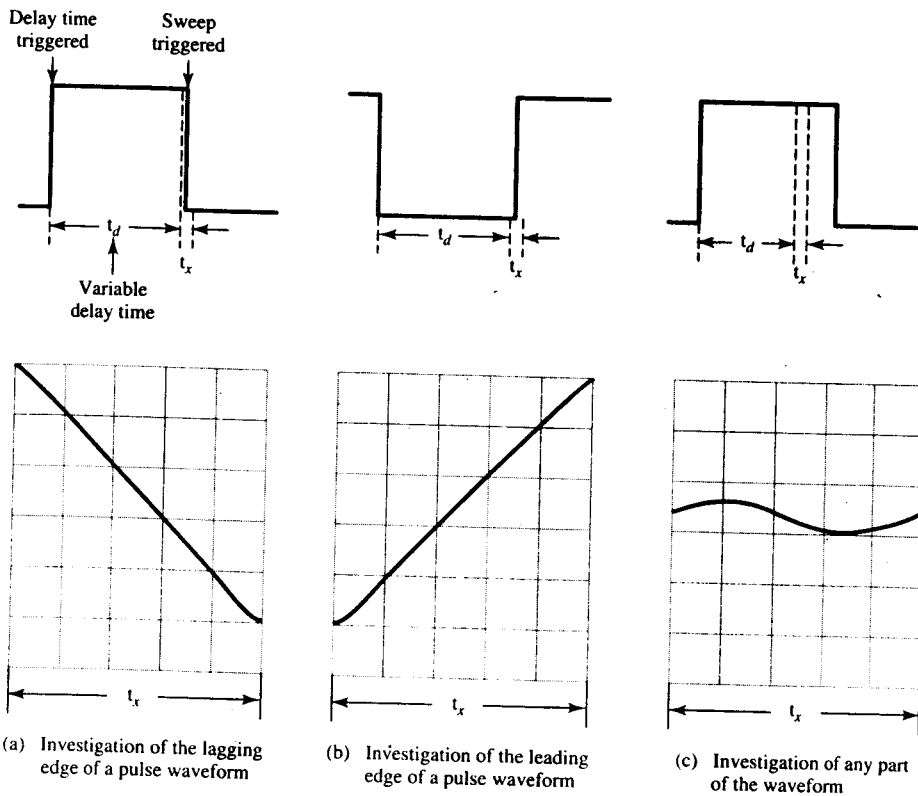 Delay time
triggered
Sweep
triggered
t_d
t_x
Variable
delay time
t_d
t_x
t_d
t_x
t_x
t_x
t_x
(a) Investigation of the lagging
edge of a pulse waveform
(b) Investigation of the leading
edge of a pulse waveform
(c) Investigation of any part
of the waveform